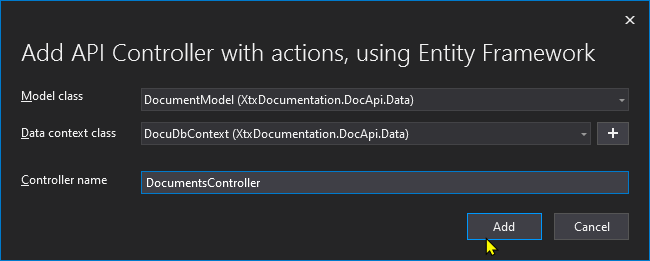 Add API Controller with actions, using Entity Framework
Model class
DocumentModel (XtxDocumentation.DocApi.Data)
Data context class
DocuDbContext (XtxDocumentation.DocApi.Data)
Controller name
DocumentsController
Add
Cancel